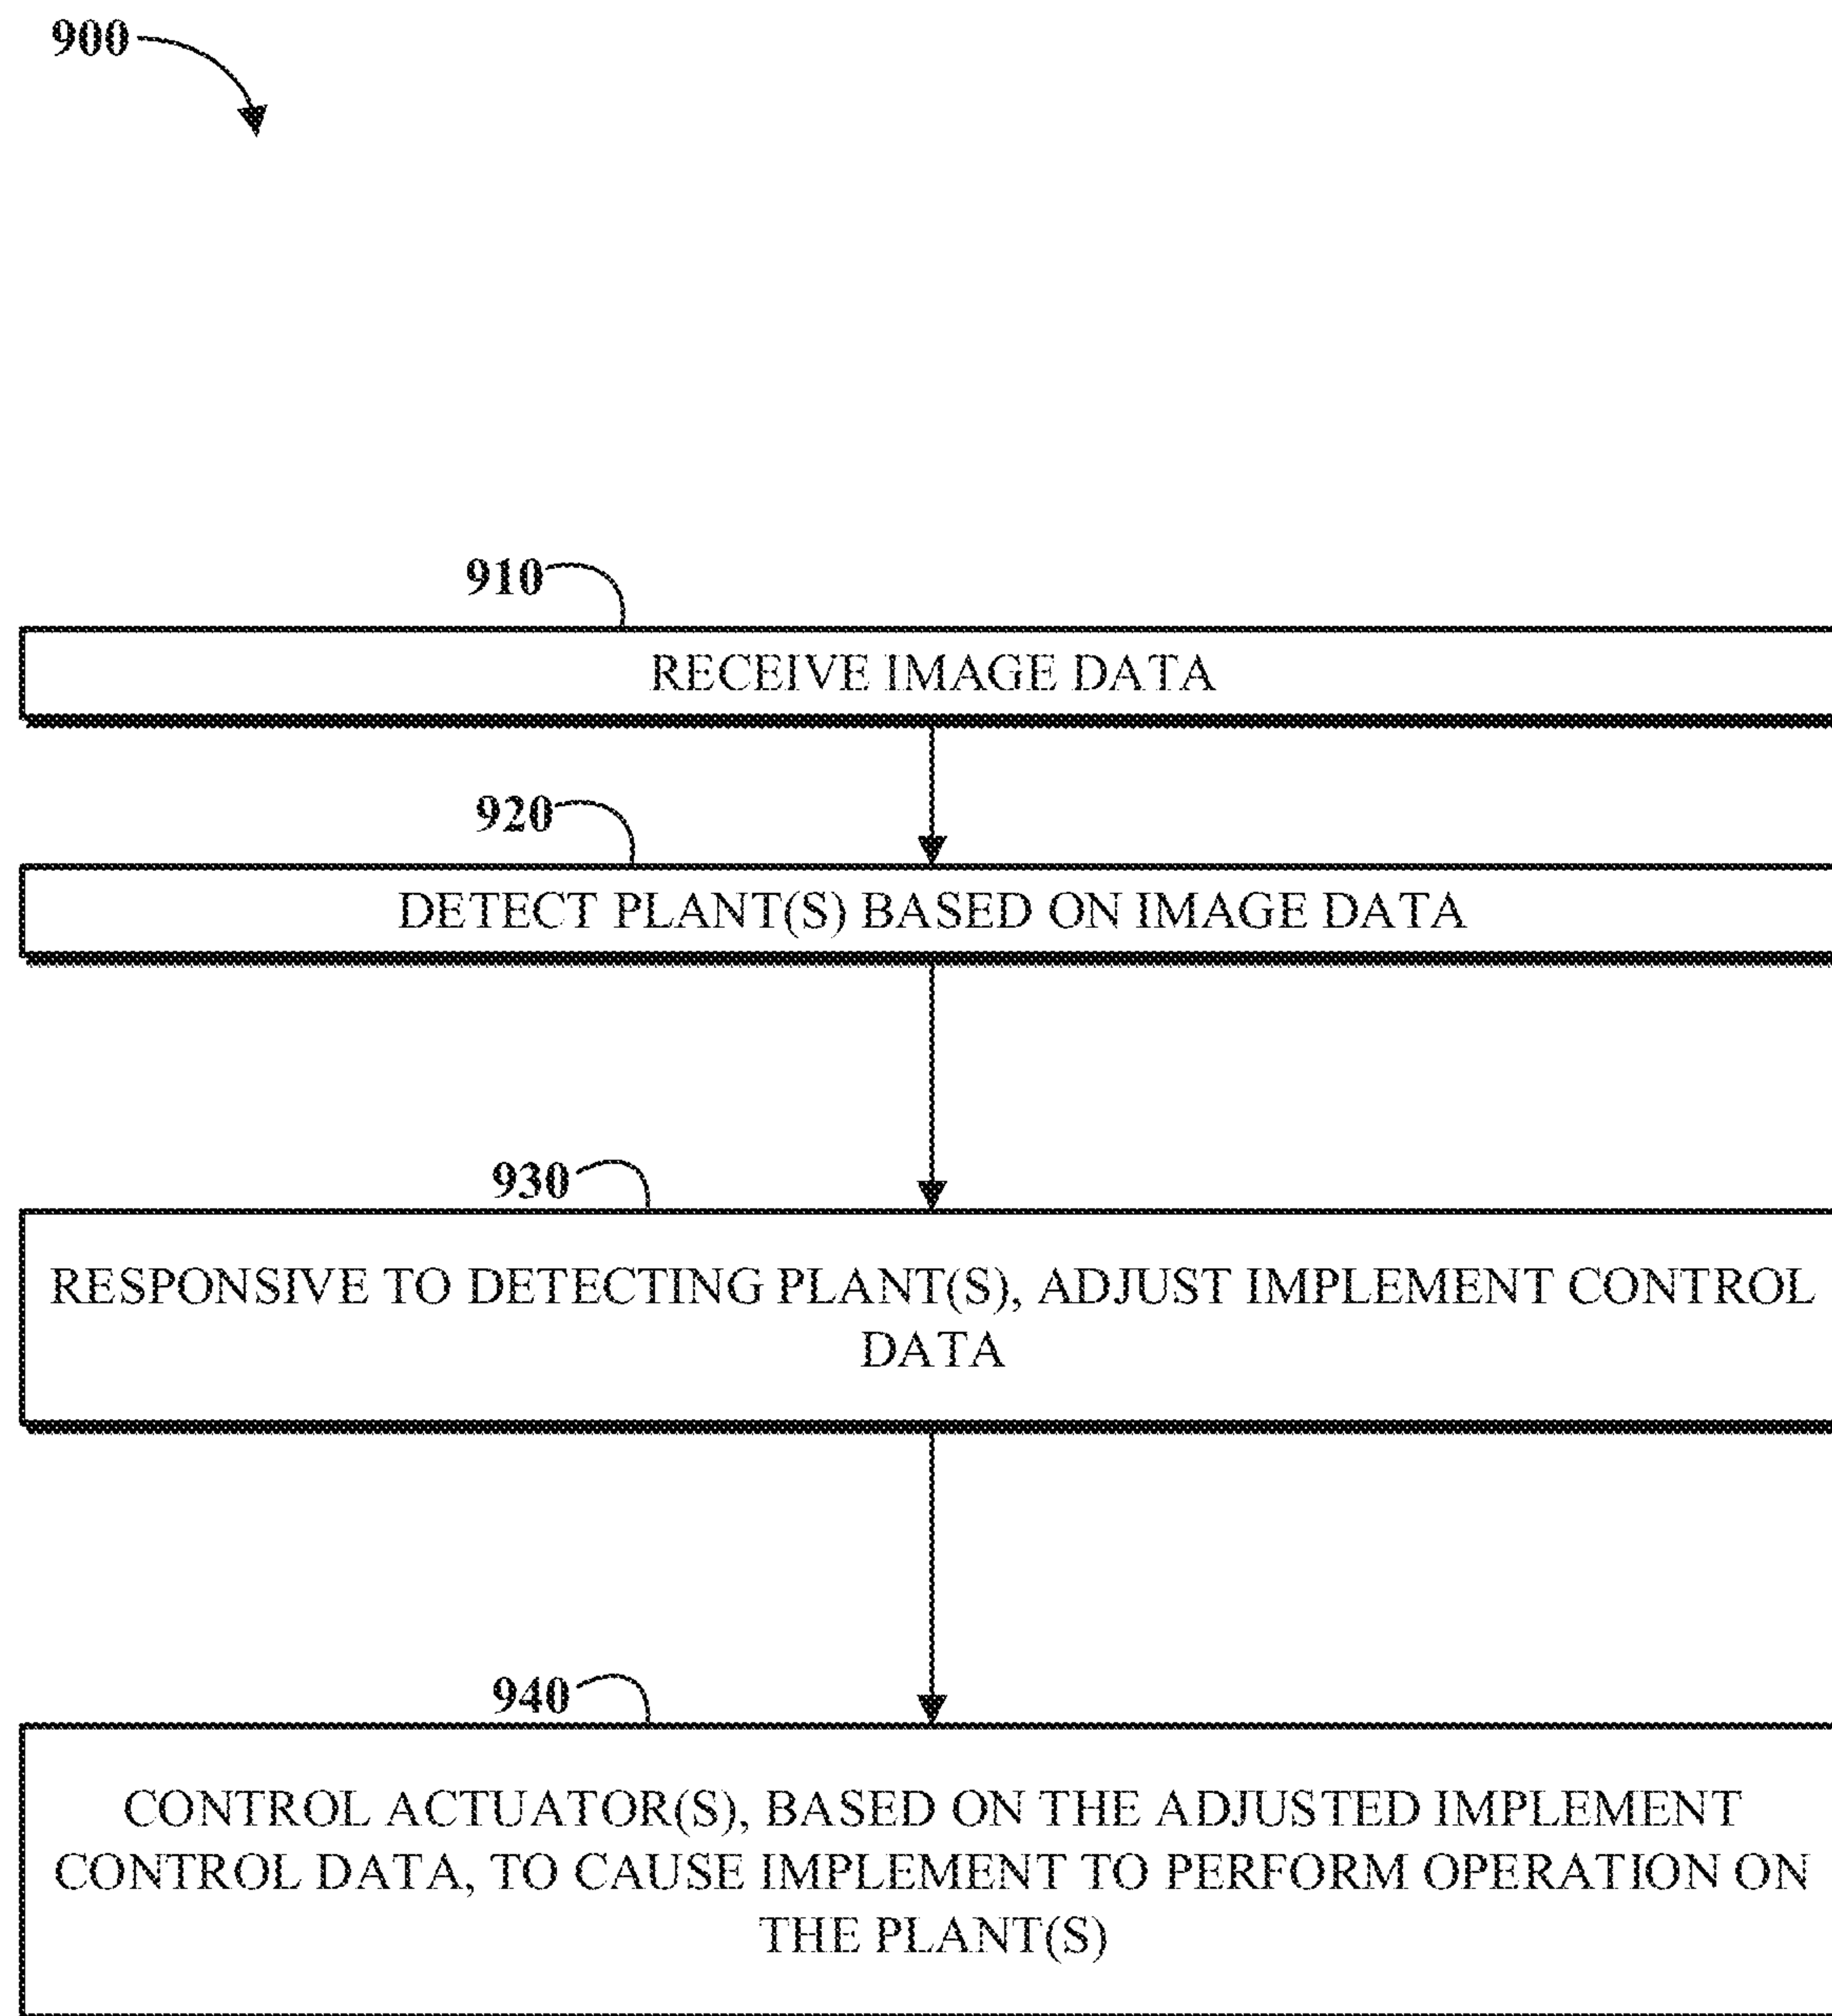 900
910
RECEIVE IMAGE DATA
920
DETECT PLANT(S) BASED ON IMAGE DATA
930
RESPONSIVE TO DETECTING PLANT(S), ADJUST IMPLEMENT CONTROL
DATA
940
CONTROL ACTUATOR(S), BASED ON THE ADJUSTED IMPLEMENT
CONTROL DATA, TO CAUSE IMPLEMENT TO PERFORM OPERATION ON
THE PLANT(S)